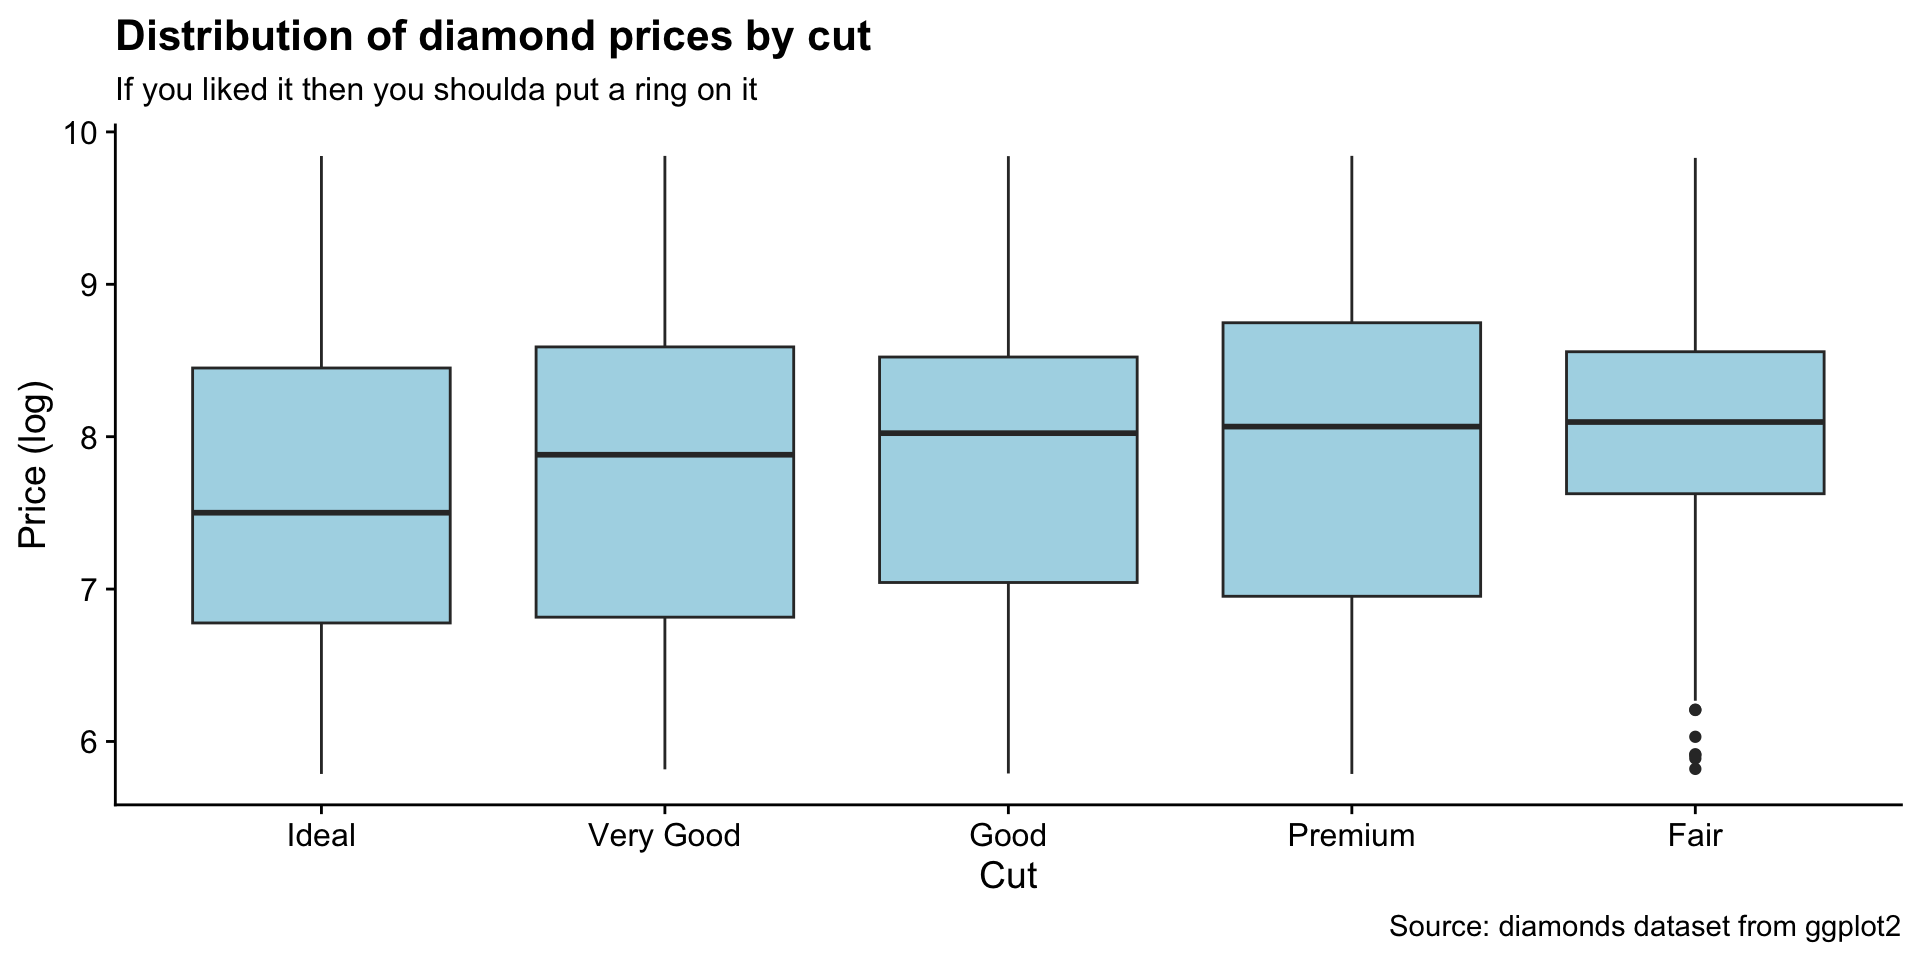 Distribution of diamond prices by cut
If you liked it then you shoulda put a ring on it
Price (log)
10
9
8
7
6
Ideal Very Good Good Premium Fair
Cut
Source: diamonds dataset from ggplot2